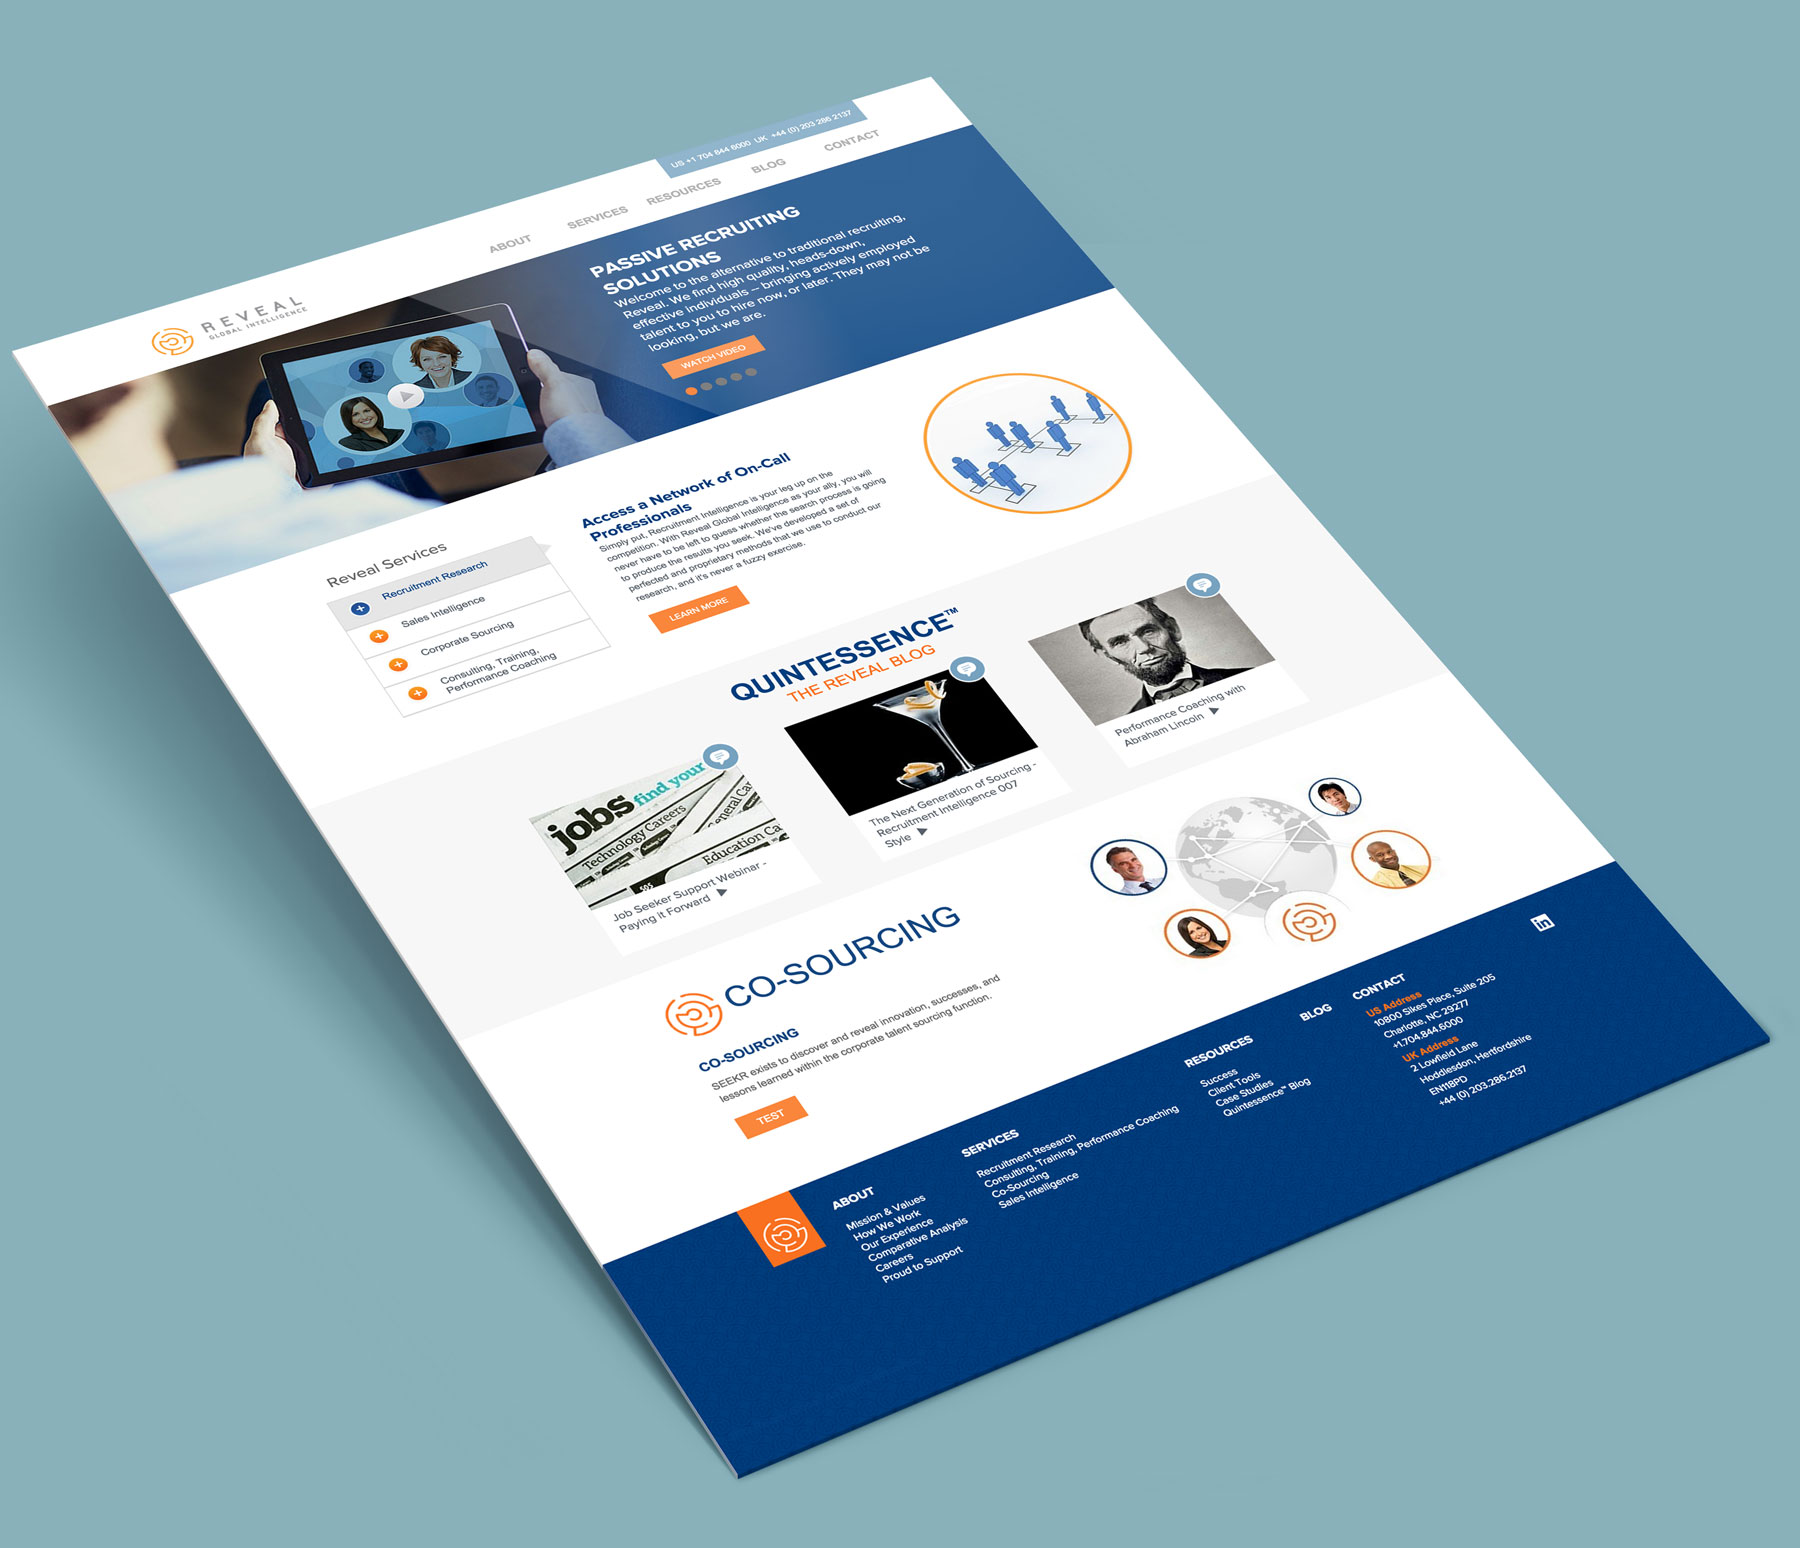 US +1 704 844 6000 UK +44 (0) 203 286 2137
REVEAL
GLOBAL INTELLIGENCE
ABOUT
SERVICES
RESOURCES
BLOG
CONTACT
PASSIVE RECRUITING
SOLUTIONS
Welcome to the alternative to traditional recruiting,
Reveal. We find high quality, heads-down,
effective individuals – bringing actively employed
talent to you to hire now, or later. They may not be
looking, but we are.
WATCH VIDEO
Reveal Services
Recruitment Research
Sales Intelligence
Corporate Sourcing
Consulting, Training,
Performance Coaching
Access a Network of On-Call
Professionals
Simply put, Recruitment Intelligence is your leg up on the
competition. With Reveal Global Intelligence as your ally, you will
never have to be left to guess whether the search process is going
to produce the results you seek. We've developed a set of
perfected and proprietary methods that we use to conduct our
research, and it's never a fuzzy exercise.
LEARN MORE
QUINTESSENCE™
THE REVEAL BLOG
jobs find your
Technology Careers
General Ca
Education Ca
595
Job Seeker Support Webinar -
Paying it Forward
The Next Generation of Sourcing -
Recruitment Intelligence 007
Style
Performance Coaching with
Abraham Lincoln
CO-SOURCING
CO-SOURCING
SEEKR exists to discover and reveal innovation, successes, and
lessons learned within the corporate talent sourcing function.
TEST
ABOUT
Mission & Values
How We Work
Our Experience
Comparative Analysis
Careers
Proud to Support
SERVICES
Recruitment Research
Consulting, Training, Performance Coaching
Co-Sourcing
Sales Intelligence
RESOURCES
Success
Client Tools
Case Studies
Quintessence™ Blog
BLOG
CONTACT
US Address
10800 Sikes Place, Suite 205
Charlotte, NC 29277
+1.704.844.6000
UK Address
2 Lowfield Lane
Hoddlesdon, Hertfordshire
EN118PD
+44 (0) 203.286.2137
in